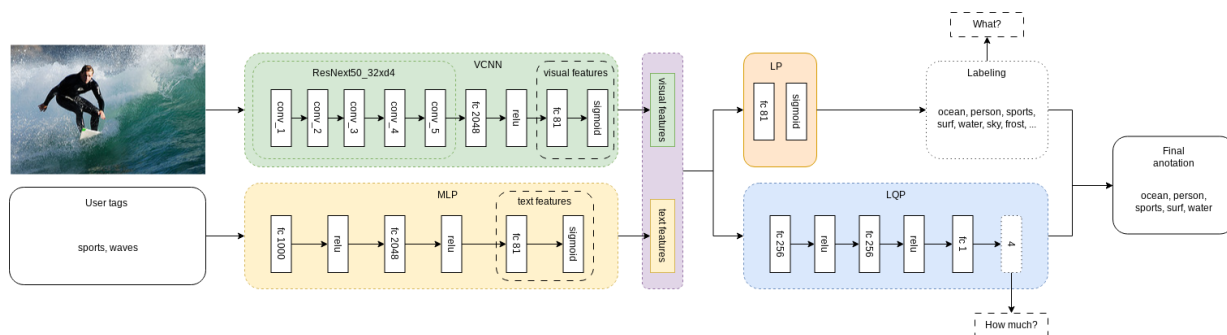 What?
VCNN
ResNext50_32xd4
visual features
conv_1
conv_2
conv_3
conv_4
conv_5
fc 2048
relu
fc 81
sigmoid
visual features
LP
fc 81
sigmoid
Labeling
ocean, person, sports,
surf, water, sky, frost, ...
Final
anotation
ocean, person,
sports, surf, water
User tags
sports, waves
MLP
text features
fc 1000
relu
fc 2048
relu
fc 81
sigmoid
text features
LQP
fc 256
relu
fc 256
relu
fc 1
4
How much?